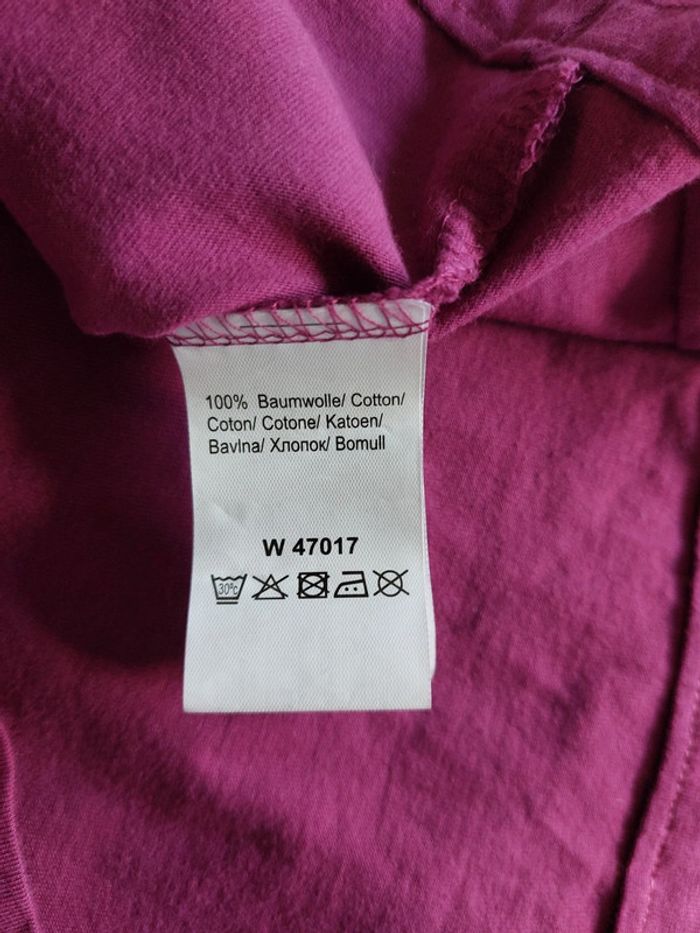 100% Baumwolle/ Cotton/
Coton/ Cotone/ Katoen/
Bavlna/ Хлопок/ Bomull
W 47017
30°c